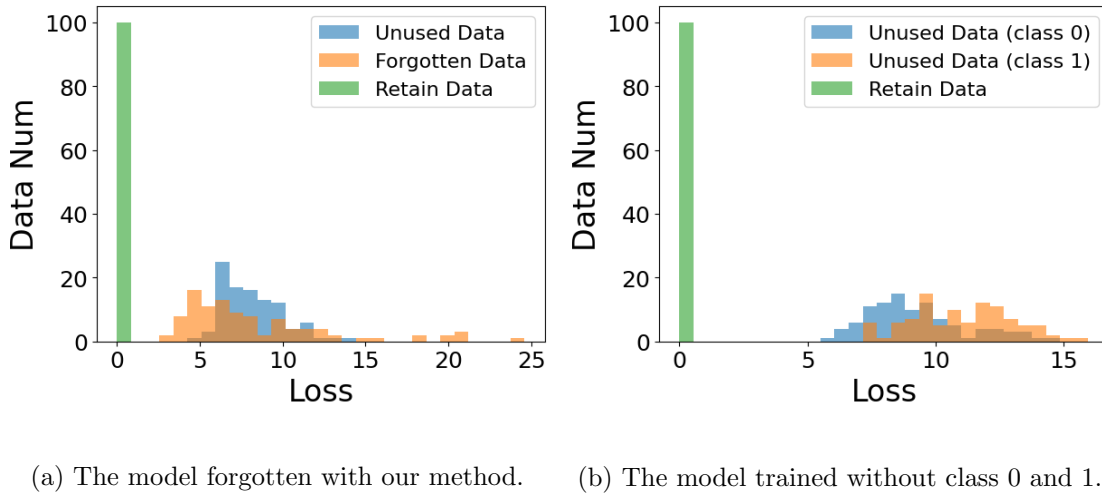 100
80
60
40
20
0
Data Num
Unused Data
Forgotten Data
Retain Data
0 5 10 15 20 25
Loss
(a) The model forgotten with our method.
100
80
60
40
20
0
Data Num
Unused Data (class 0)
Unused Data (class 1)
Retain Data
0 5 10 15
Loss
(b) The model trained without class 0 and 1.